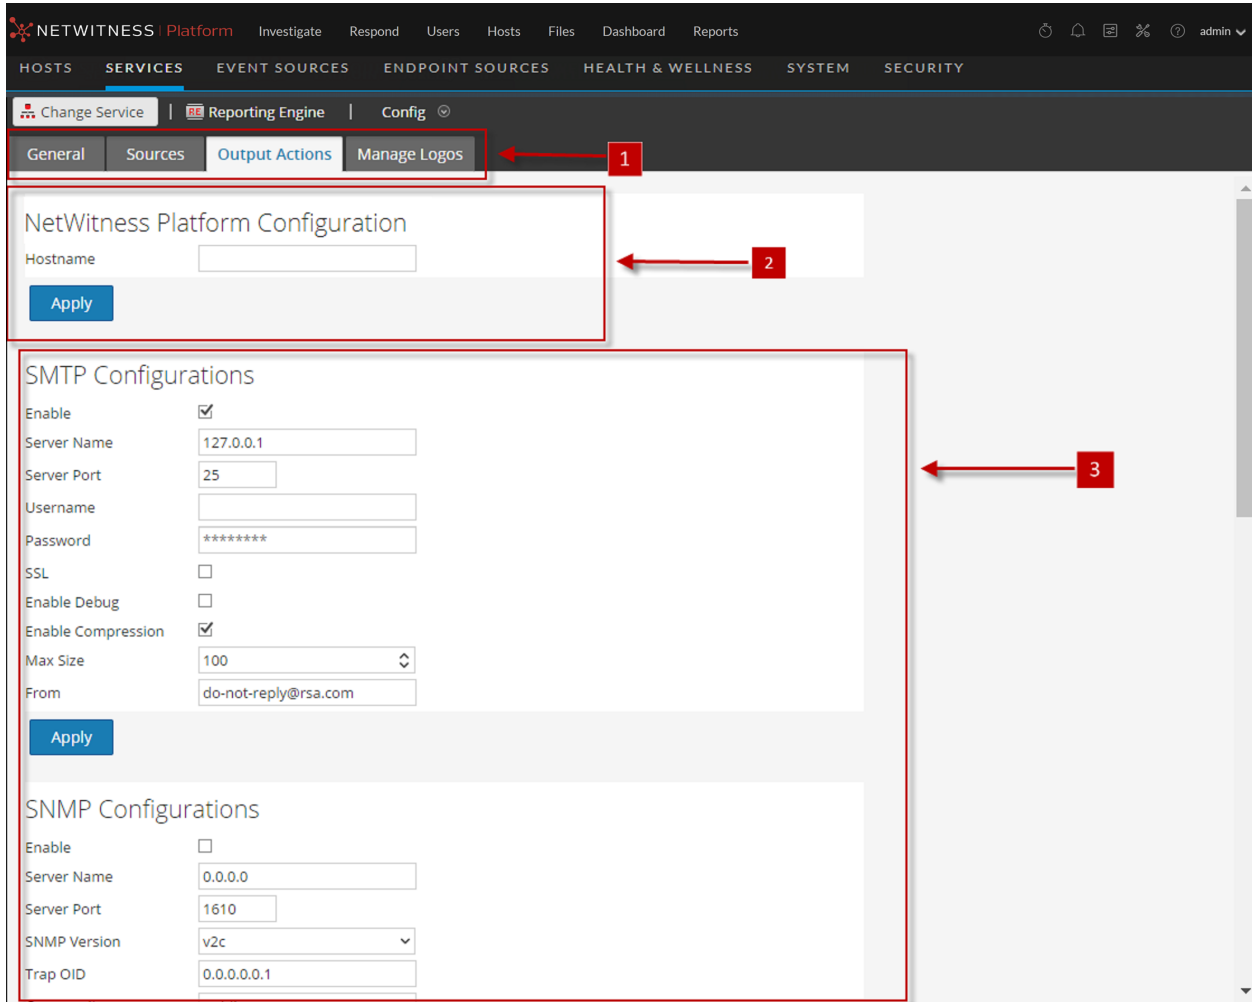 NETWITNESS | Platform Investigate Respond Users Hosts Files Dashboard Reports admin
HOSTS SERVICES EVENT SOURCES ENDPOINT SOURCES HEALTH & WELLNESS SYSTEM SECURITY
Change Service | RE Reporting Engine | Config
General Sources Output Actions Manage Logos
1
NetWitness Platform Configuration
Hostname
2
Apply
SMTP Configurations
Enable
Server Name 127.0.0.1
Server Port 25
3
Username
Password ********
SSL
Enable Debug
Enable Compression
Max Size 100
From do-not-reply@rsa.com
Apply
SNMP Configurations
Enable
Server Name 0.0.0.0
Server Port 1610
SNMP Version v2c
Trap OID 0.0.0.0.0.1